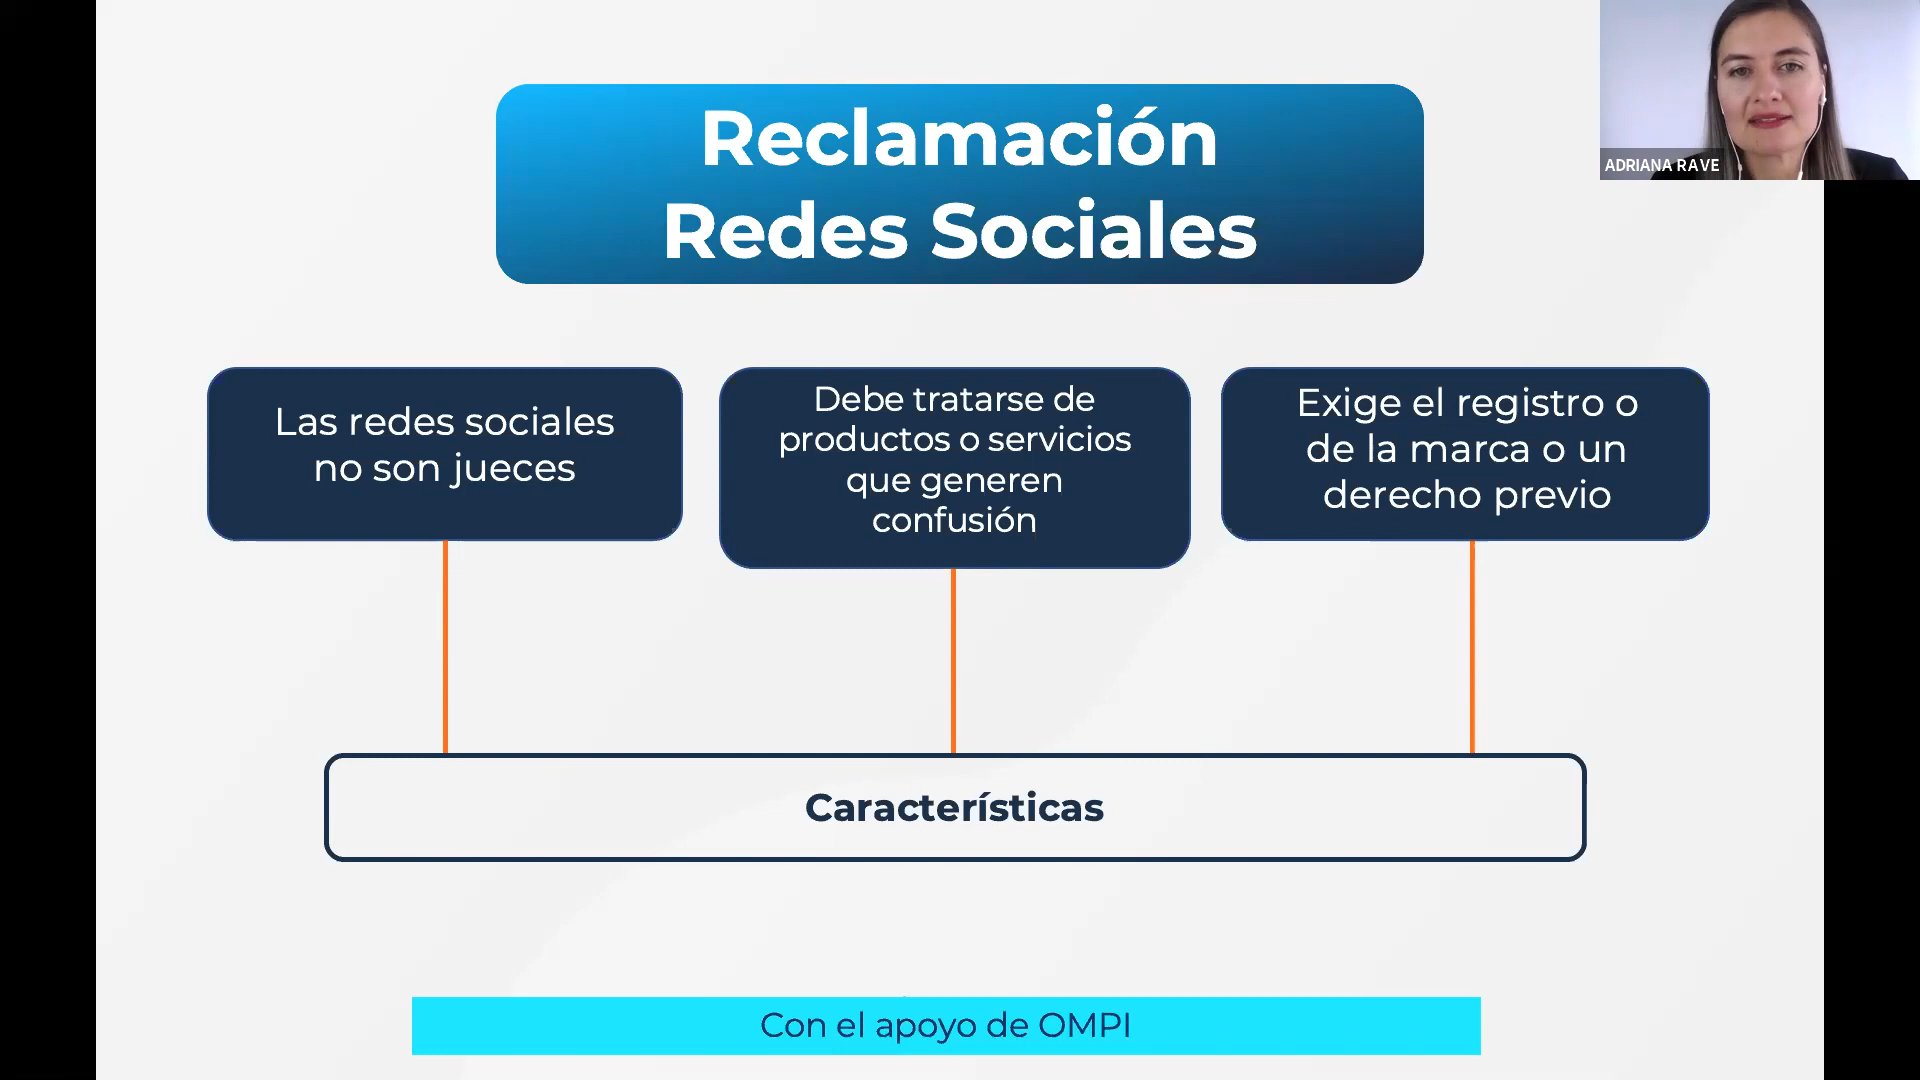 Reclamación
Redes Sociales
ADRIANA RAVE
Las redes sociales
no son jueces
Debe tratarse de
productos o servicios
que generen
confusión
Exige el registro o
de la marca o un
derecho previo
Características
Con el apoyo de OMPI